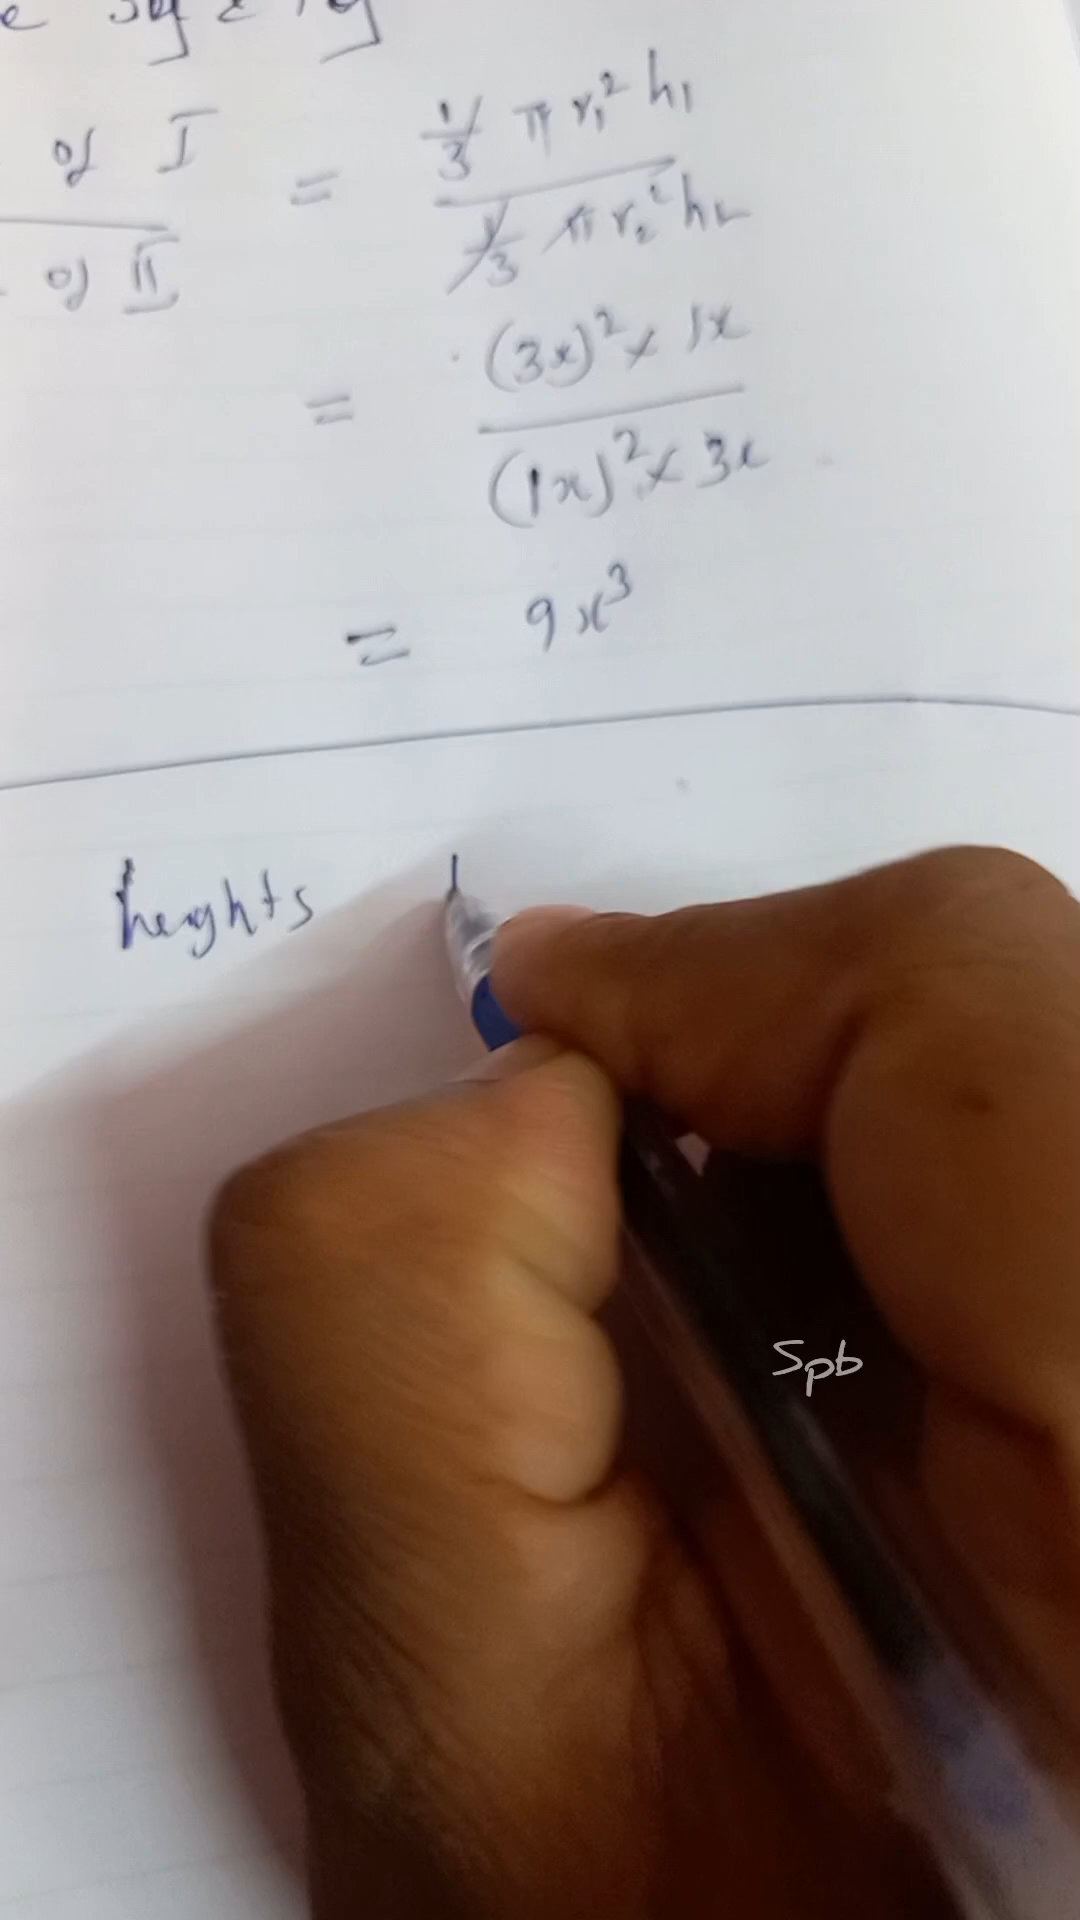 of I = 1/3 π r₁² h₁
of II 1/3 π r₂² h₂
= (3x)² × 1x
(1x)² × 3x
= 9x³
heights
Spb